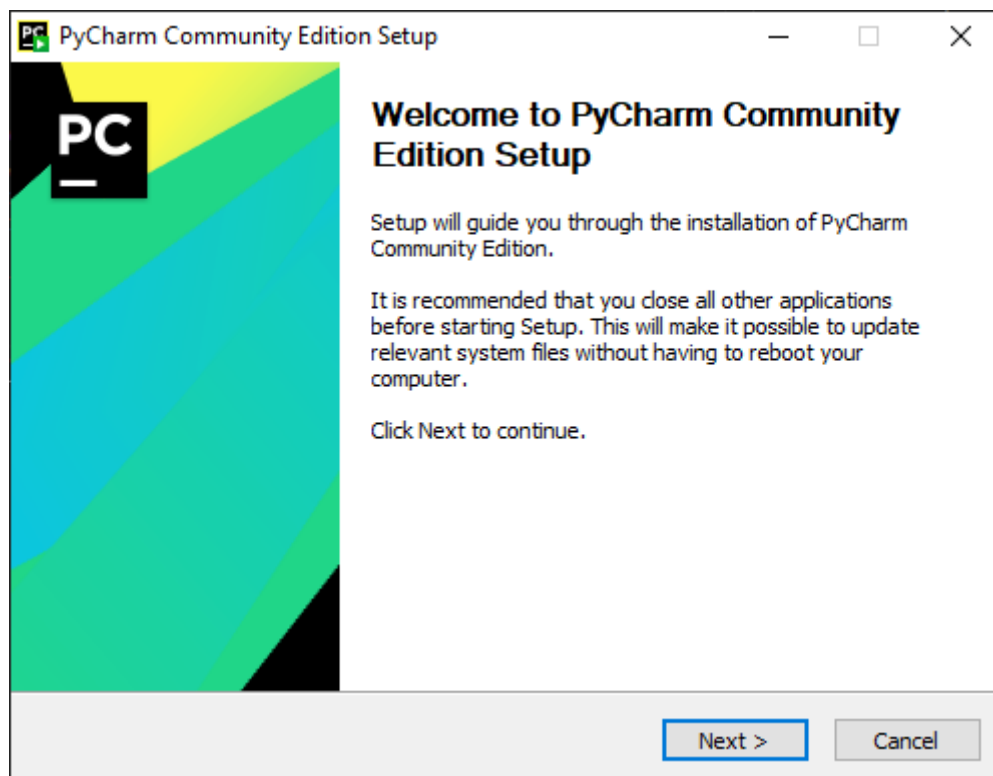 PyCharm Community Edition Setup
PC
Welcome to PyCharm Community
Edition Setup
Setup will guide you through the installation of PyCharm
Community Edition.
It is recommended that you close all other applications
before starting Setup. This will make it possible to update
relevant system files without having to reboot your
computer.
Click Next to continue.
Next >
Cancel